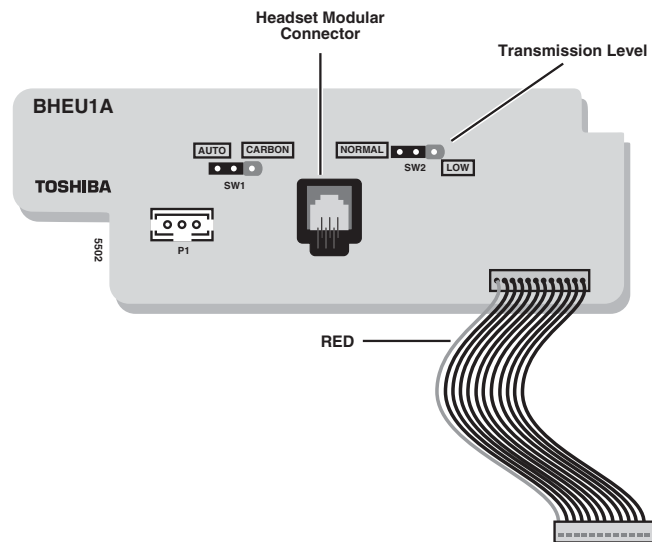 Headset Modular
Connector
Transmission Level
BHEU1A
AUTO CARBON NORMAL
SW1
SW2
LOW
TOSHIBA
5502
P1
RED